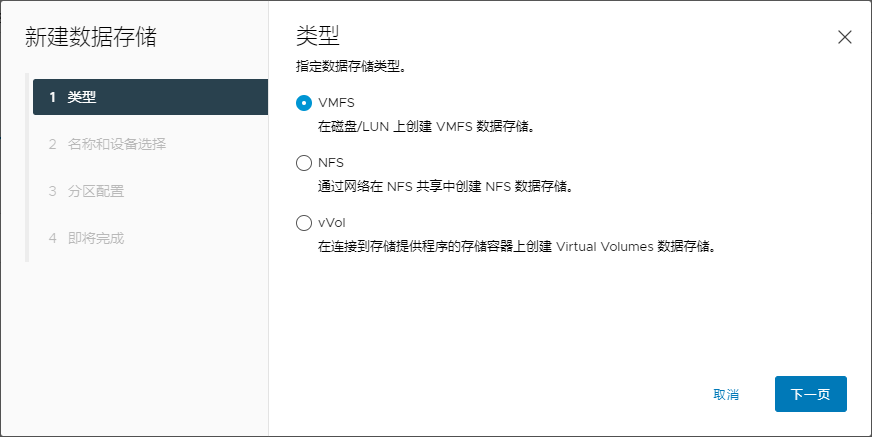 新建数据存储
1 类型
2 名称和设备选择
3 分区配置
4 即将完成
类型
指定数据存储类型。
VMFS
在磁盘/LUN 上创建 VMFS 数据存储。
NFS
通过网络在 NFS 共享中创建 NFS 数据存储。
vVol
在连接到存储提供程序的存储容器上创建 Virtual Volumes 数据存储。
取消
下一页